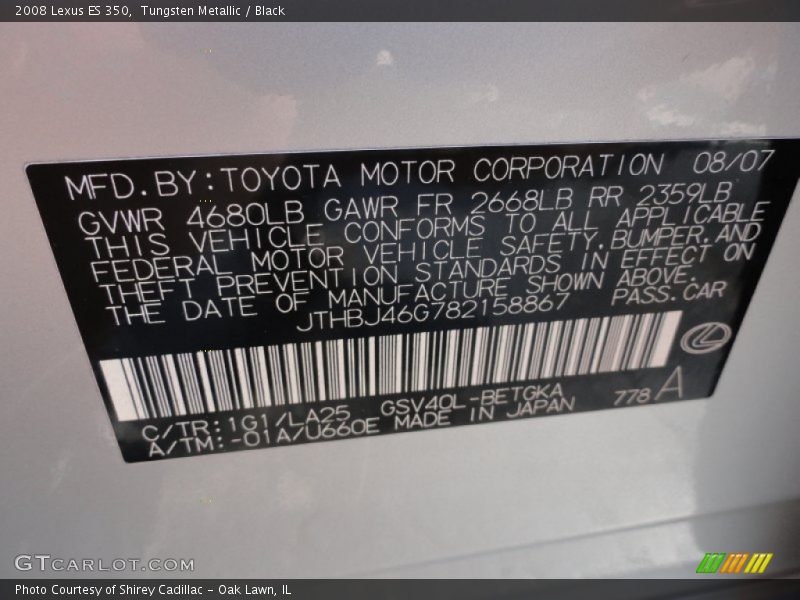 2008 Lexus ES 350, Tungsten Metallic / Black
MFD. BY: TOYOTA MOTOR CORPORATION 08/07
GVWR 4680LB GAWR FR 2668LB RR 2359LB
THIS VEHICLE CONFORMS TO ALL APPLICABLE
FEDERAL MOTOR VEHICLE SAFETY, BUMPER, AND
THEFT PREVENTION STANDARDS IN EFFECT ON
THE DATE OF MANUFACTURE SHOWN ABOVE.
JTHBJ46G782158867 PASS. CAR
C/TR: 1G1/LA25 GSV40L-BETGKA 778 A
A/TM: -01A/U660E MADE IN JAPAN
GTCARLOT.COM
Photo Courtesy of Shirey Cadillac - Oak Lawn, IL